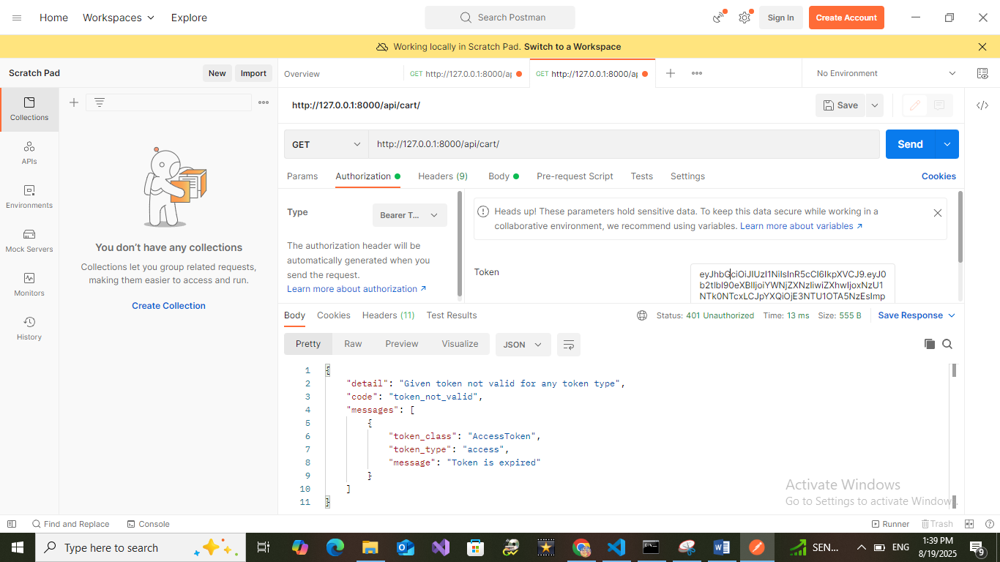 Home Workspaces Explore Search Postman Sign In Create Account
Working locally in Scratch Pad. Switch to a Workspace
Scratch Pad New Import Overview GET http://127.0.0.1:8000/ap GET http://127.0.0.1:8000/ap No Environment
Collections
APIs
Environments
Mock Servers
Monitors
History
You don't have any collections
Collections let you group related requests,
making them easier to access and run.
Create Collection
http://127.0.0.1:8000/api/cart/ Save
GET http://127.0.0.1:8000/api/cart/ Send
Params Authorization Headers (9) Body Pre-request Script Tests Settings Cookies
Type Bearer T...
The authorization header will be
automatically generated when you
send the request.
Learn more about authorization ↗
Heads up! These parameters hold sensitive data. To keep this data secure while working in a
collaborative environment, we recommend using variables. Learn more about variables ↗
Token
Body Cookies Headers (11) Test Results Status: 401 Unauthorized Time: 13 ms Size: 555 B Save Response
Pretty Raw Preview Visualize JSON
1 {
2 "detail": "Given token not valid for any token type",
3 "code": "token_not_valid",
4 "messages": [
5 {
6 "token_class": "AccessToken",
7 "token_type": "access",
8 "message": "Token is expired"
9 }
10 ]
11 }
Activate Windows
Go to Settings to activate Windows.
Find and Replace Console Runner Trash
Type here to search SEN... ENG 1:39 PM
8/19/2025
9